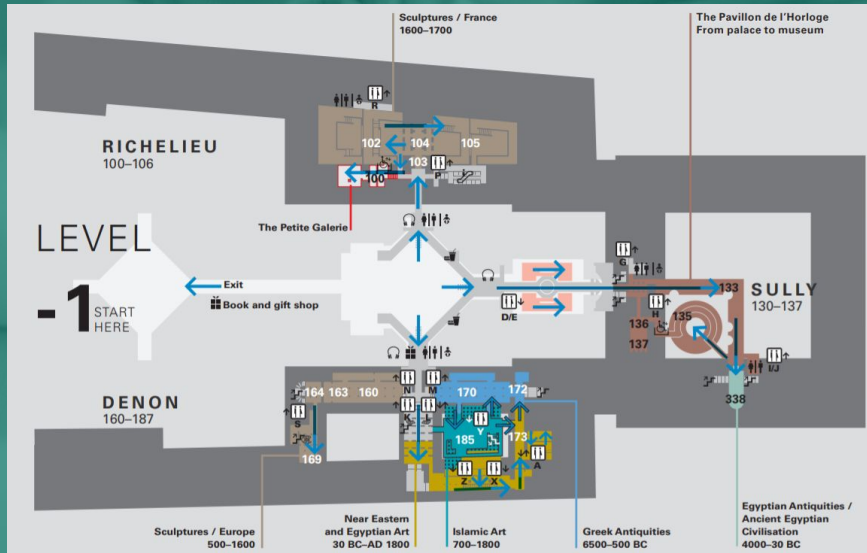 Sculptures / France
1600–1700
The Pavillon de l'Horloge
From palace to museum
R
RICHELIEU
100–106
102
104
105
103
P
100
The Petite Galerie
LEVEL
-1
START
HERE
Exit
Book and gift shop
D/E
G
133
SULLY
130–137
H
136
135
137
I/J
338
DENON
160–187
164
163
160
N
M
170
172
S
K
L
Y
185
173
169
A
Z
X
Sculptures / Europe
500–1600
Near Eastern
and Egyptian Art
30 BC–AD 1800
Islamic Art
700–1800
Greek Antiquities
6500–500 BC
Egyptian Antiquities /
Ancient Egyptian
Civilisation
4000–30 BC